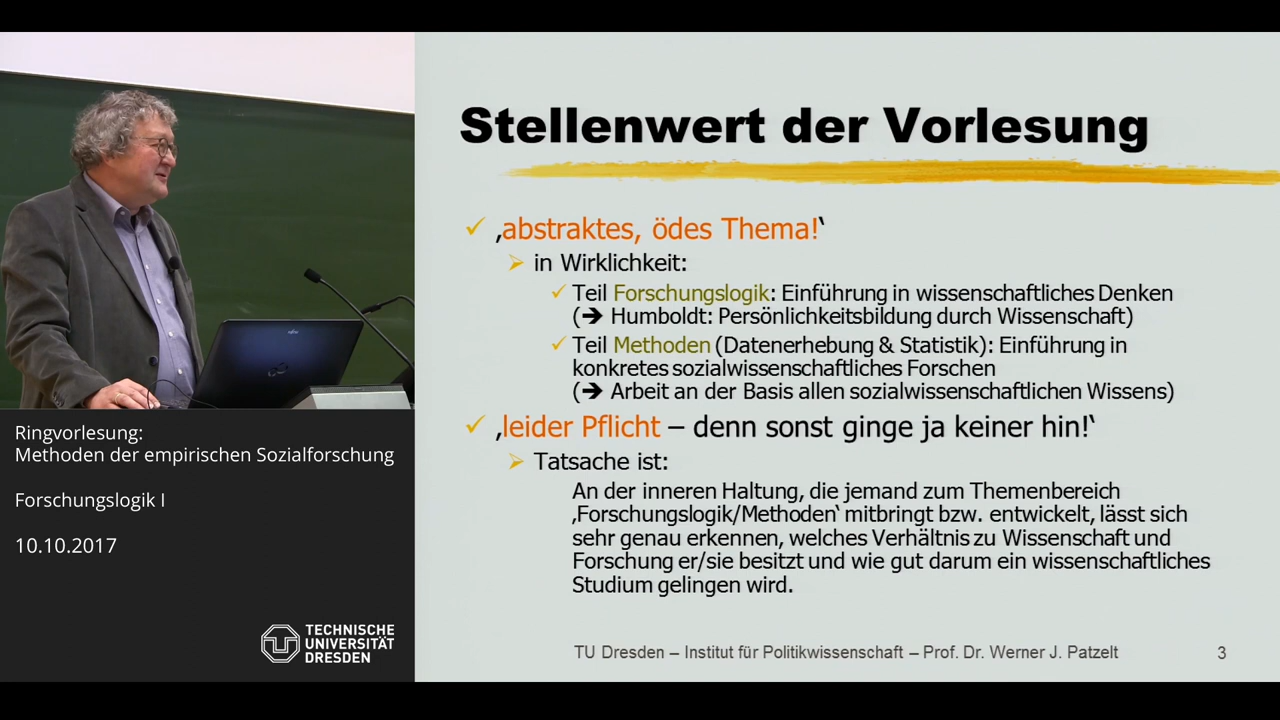 Stellenwert der Vorlesung
‚abstraktes, ödes Thema!‘
in Wirklichkeit:
Teil Forschungslogik: Einführung in wissenschaftliches Denken
(➔ Humboldt: Persönlichkeitsbildung durch Wissenschaft)
Teil Methoden (Datenerhebung & Statistik): Einführung in
konkretes sozialwissenschaftliches Forschen
(➔ Arbeit an der Basis allen sozialwissenschaftlichen Wissens)
‚leider Pflicht – denn sonst ginge ja keiner hin!‘
Tatsache ist:
An der inneren Haltung, die jemand zum Themenbereich
‚Forschungslogik/Methoden‘ mitbringt bzw. entwickelt, lässt sich
sehr genau erkennen, welches Verhältnis zu Wissenschaft und
Forschung er/sie besitzt und wie gut darum ein wissenschaftliches
Studium gelingen wird.
TU Dresden – Institut für Politikwissenschaft – Prof. Dr. Werner J. Patzelt
3
Ringvorlesung:
Methoden der empirischen Sozialforschung
Forschungslogik I
10.10.2017
TECHNISCHE
UNIVERSITÄT
DRESDEN